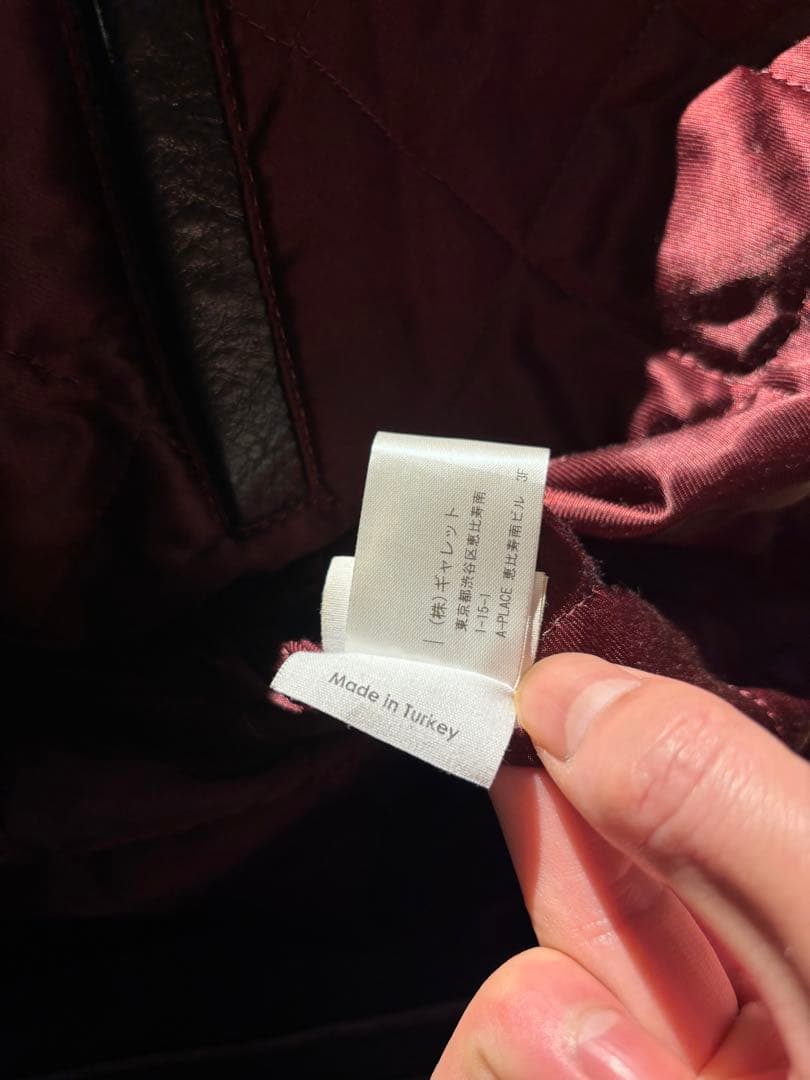 (株)ギャレット
東京都渋谷区恵比寿南
1-15-1
A-PLACE 恵比寿南ビル 3F
Made in Turkey